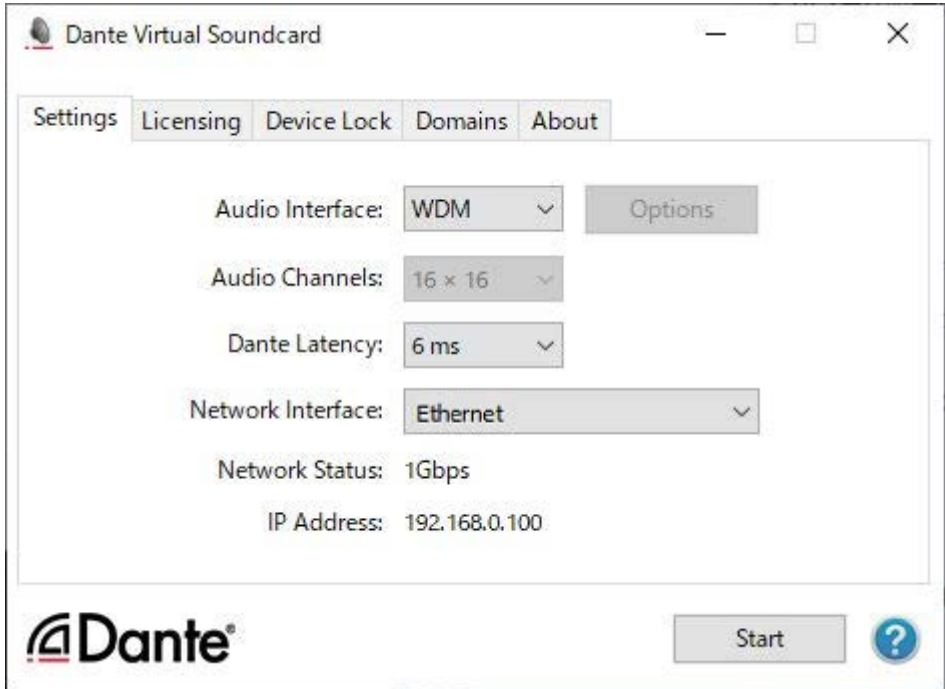 Dante Virtual Soundcard
Settings Licensing Device Lock Domains About
Audio Interface: WDM Options
Audio Channels: 16 × 16
Dante Latency: 6 ms
Network Interface: Ethernet
Network Status: 1Gbps
IP Address: 192.168.0.100
Dante® Start ?